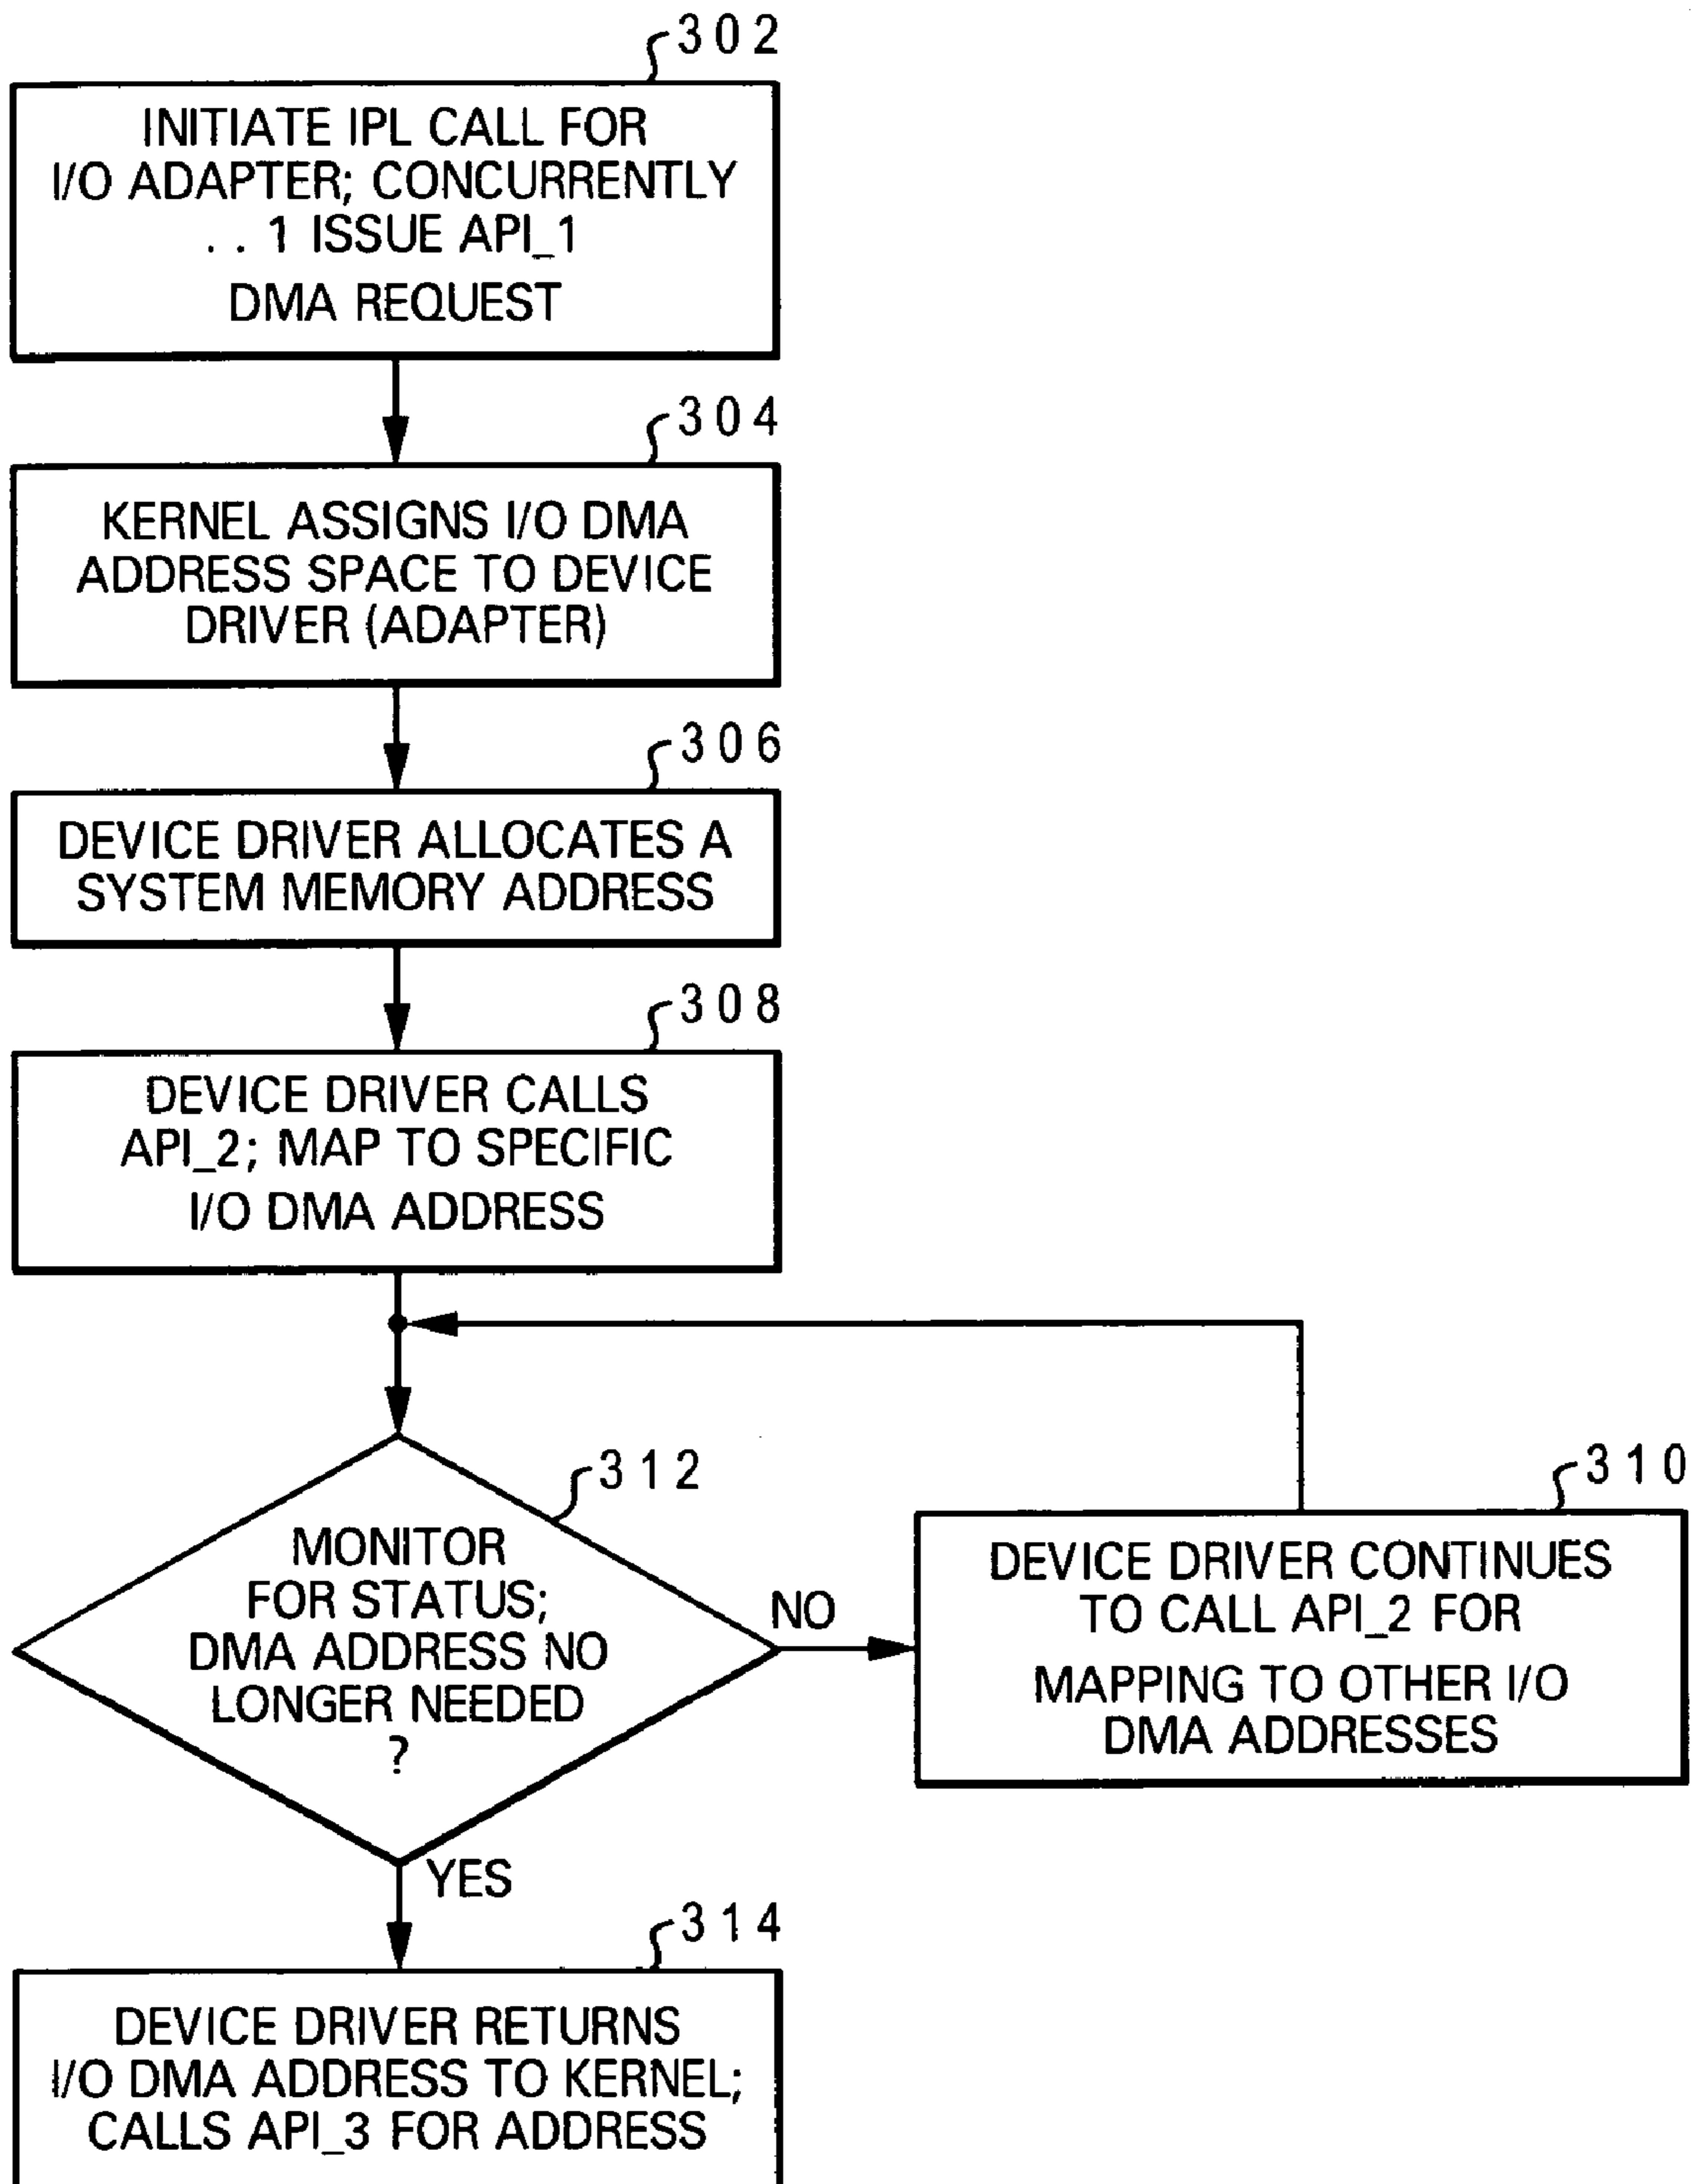 302
INITIATE IPL CALL FOR
I/O ADAPTER; CONCURRENTLY
. . 1 ISSUE API_1
DMA REQUEST
304
KERNEL ASSIGNS I/O DMA
ADDRESS SPACE TO DEVICE
DRIVER (ADAPTER)
306
DEVICE DRIVER ALLOCATES A
SYSTEM MEMORY ADDRESS
308
DEVICE DRIVER CALLS
API_2; MAP TO SPECIFIC
I/O DMA ADDRESS
312
MONITOR
FOR STATUS;
DMA ADDRESS NO
LONGER NEEDED
?
NO
310
DEVICE DRIVER CONTINUES
TO CALL API_2 FOR
MAPPING TO OTHER I/O
DMA ADDRESSES
YES
314
DEVICE DRIVER RETURNS
I/O DMA ADDRESS TO KERNEL;
CALLS API_3 FOR ADDRESS